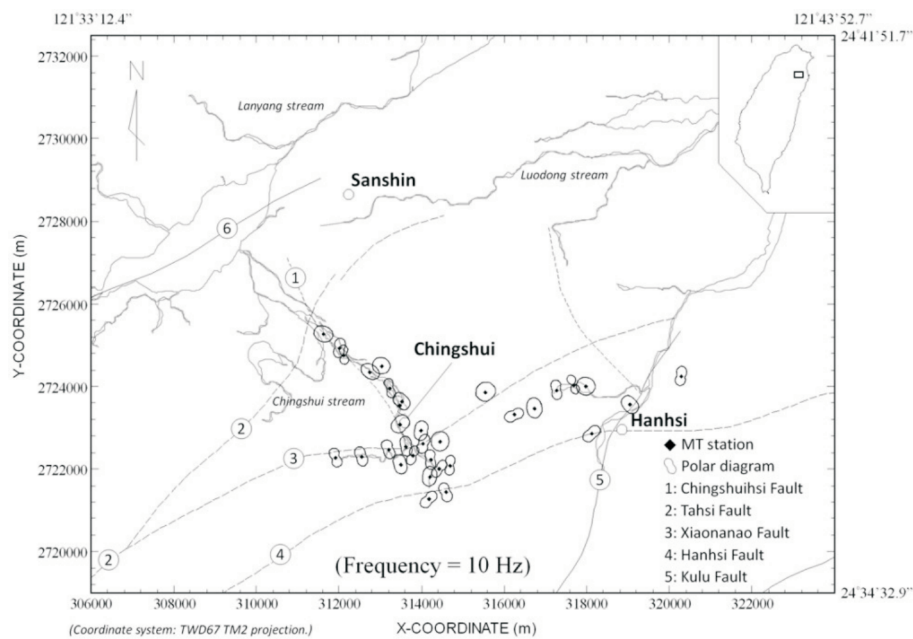 121°33'12.4"
121°43'52.7"
24°41'51.7"
2732000
2730000
2728000
2726000
2724000
2722000
2720000
Y-COORDINATE (m)
N
Lanyang stream
Luodong stream
Sanshin
6
1
Chingshui
Chingshui stream
2
3
Hanhsi
5
4
2
MT station
Polar diagram
1: Chingshuihsi Fault
2: Tahsi Fault
3: Xiaonanao Fault
4: Hanhsi Fault
5: Kulu Fault
(Frequency = 10 Hz)
24°34'32.9"
306000 308000 310000 312000 314000 316000 318000 320000 322000
(Coordinate system: TWD67 TM2 projection.)
X-COORDINATE (m)